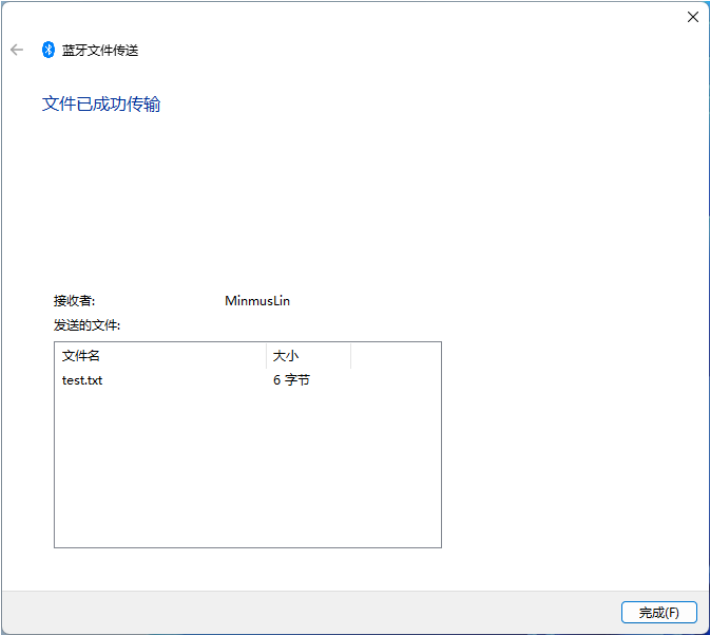 蓝牙文件传送
文件已成功传输
接收者: MinmusLin
发送的文件:
文件名 大小
test.txt 6 字节
完成(F)